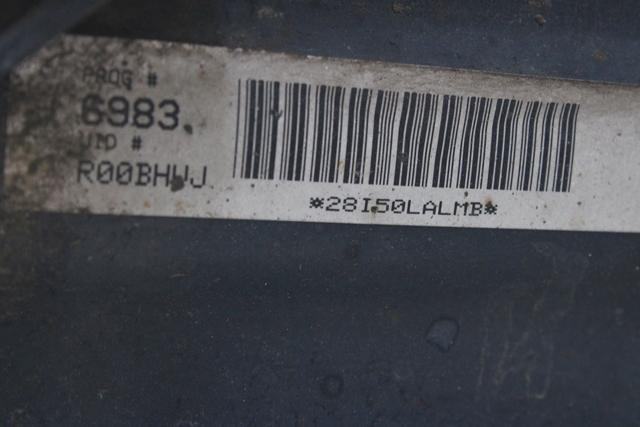 PROG #
6983
VID #
R00BHWJ
*28I50LALMB*